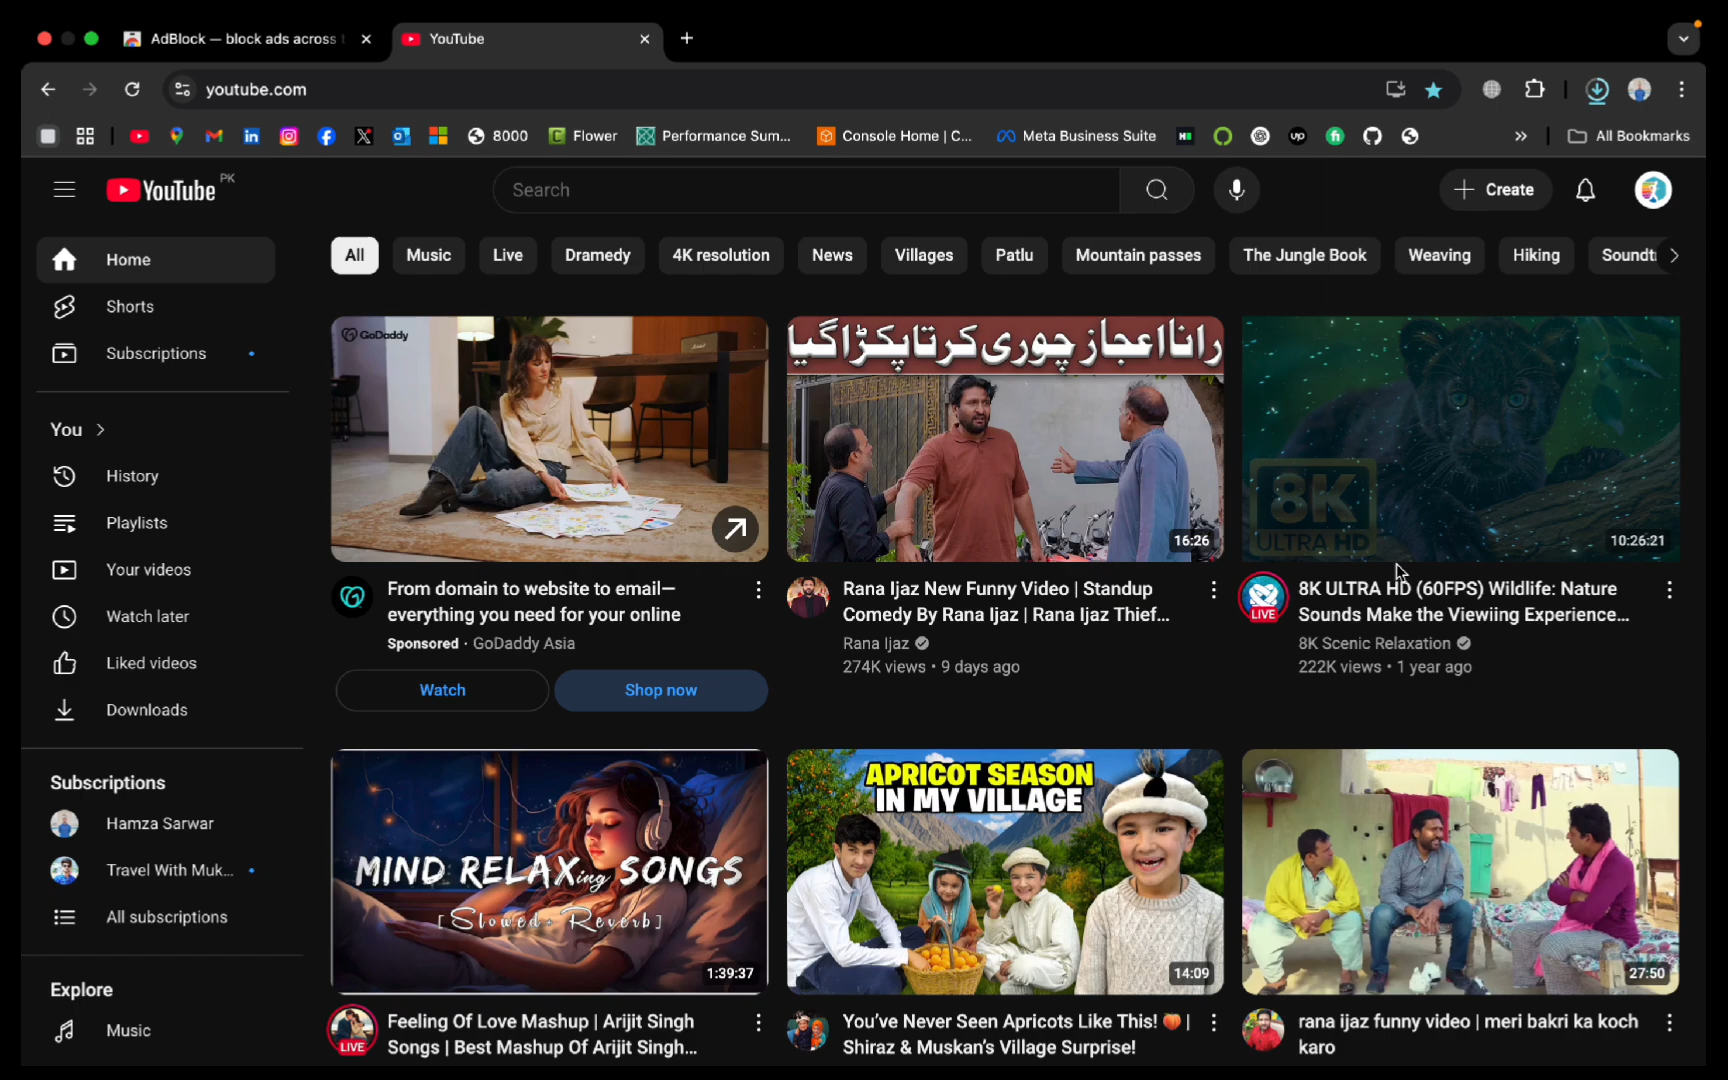 AdBlock — block ads across t
YouTube
youtube.com
8000
Flower
Performance Sum...
Console Home | C...
Meta Business Suite
All Bookmarks
YouTube PK
Search
Create
Home
Shorts
Subscriptions
You
History
Playlists
Your videos
Watch later
Liked videos
Downloads
Subscriptions
Hamza Sarwar
Travel With Muk...
All subscriptions
Explore
Music
All
Music
Live
Dramedy
4K resolution
News
Villages
Patlu
Mountain passes
The Jungle Book
Weaving
Hiking
Soundt
GoDaddy
From domain to website to email—
everything you need for your online
Sponsored · GoDaddy Asia
Watch
Shop now
رانا اعجاز چوری کرتا پکڑا گیا
16:26
Rana Ijaz New Funny Video | Standup
Comedy By Rana Ijaz | Rana Ijaz Thief...
Rana Ijaz
274K views • 9 days ago
8K
ULTRA HD
10:26:21
LIVE
8K ULTRA HD (60FPS) Wildlife: Nature
Sounds Make the Viewiing Experience...
8K Scenic Relaxation
222K views • 1 year ago
MIND RELAXing SONGS
[Slowed + Reverb]
1:39:37
LIVE
Feeling Of Love Mashup | Arijit Singh
Songs | Best Mashup Of Arijit Singh...
APRICOT SEASON
IN MY VILLAGE
14:09
You've Never Seen Apricots Like This! 🍑 |
Shiraz & Muskan's Village Surprise!
27:50
rana ijaz funny video | meri bakri ka koch
karo